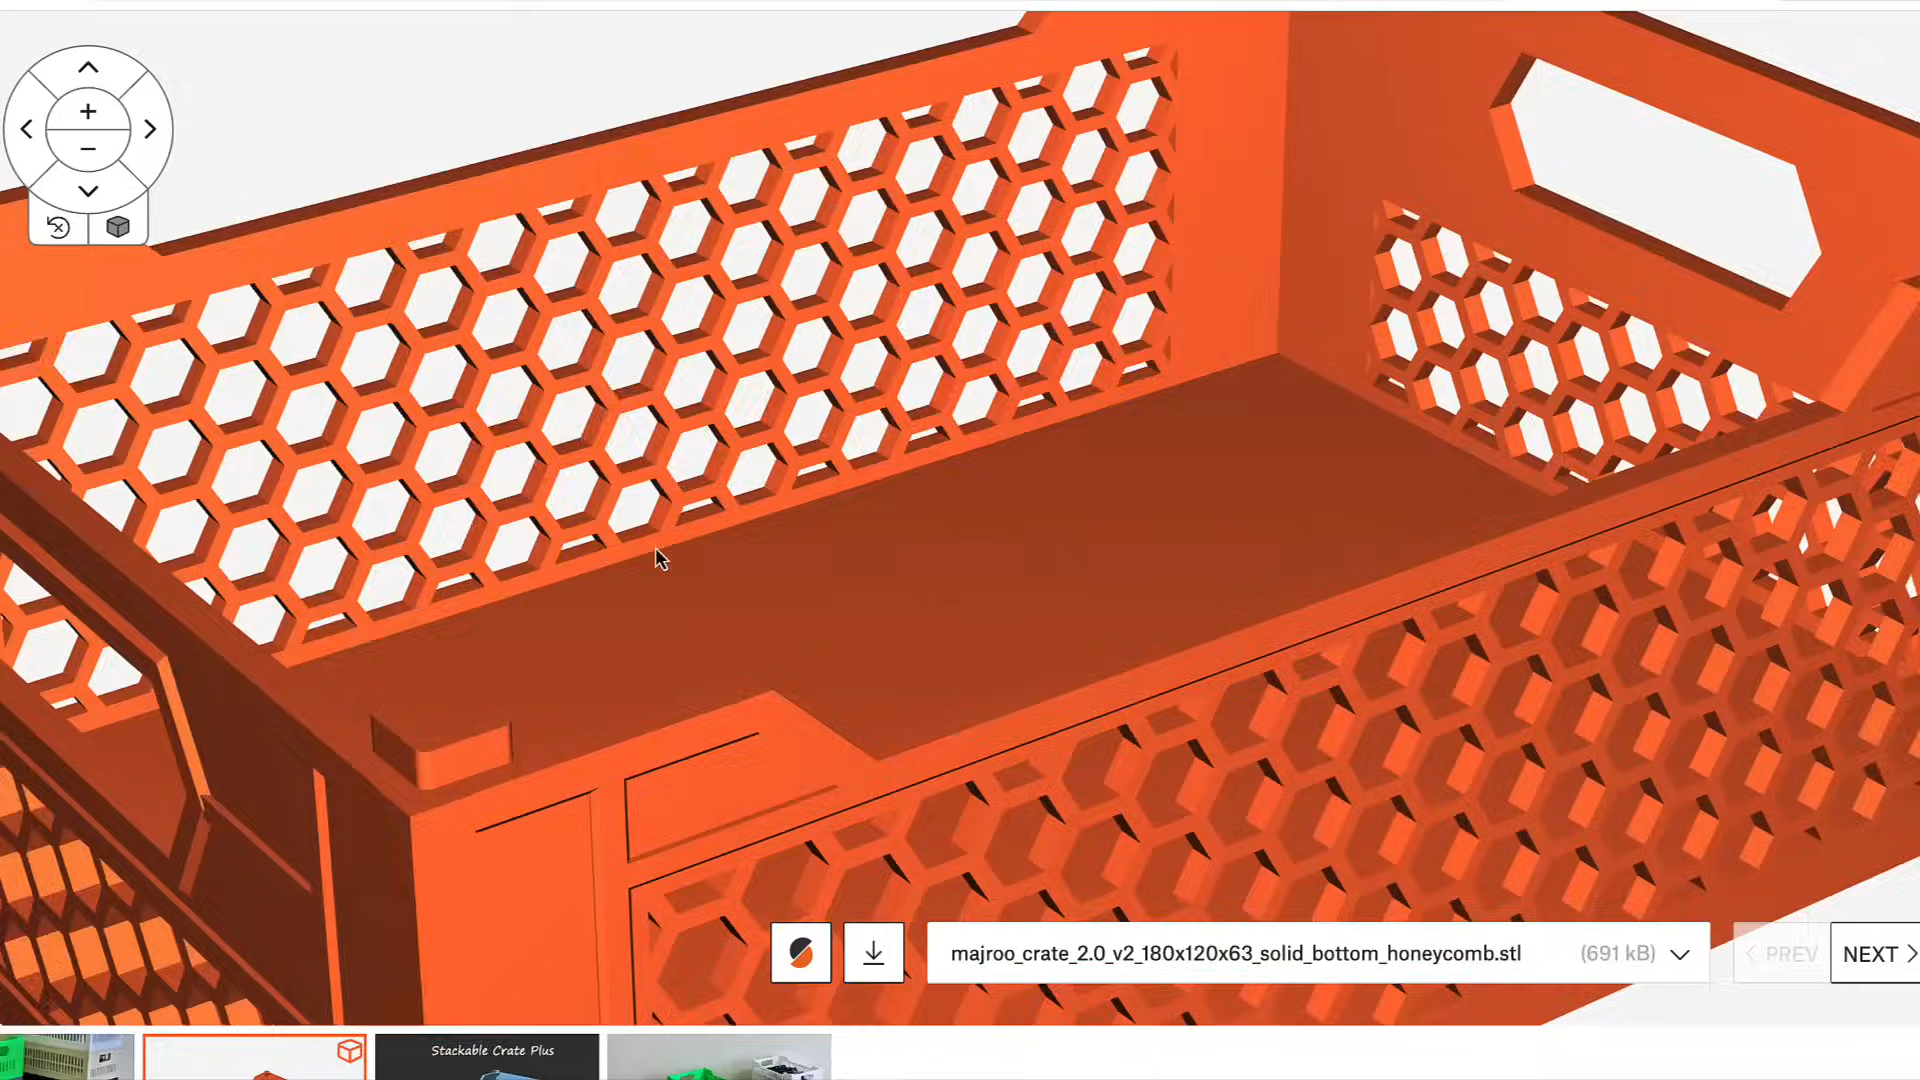 majroo_crate_2.0_v2_180x120x63_solid_bottom_honeycomb.stl (691 kB)
PREV
NEXT
Stackable Crate Plus